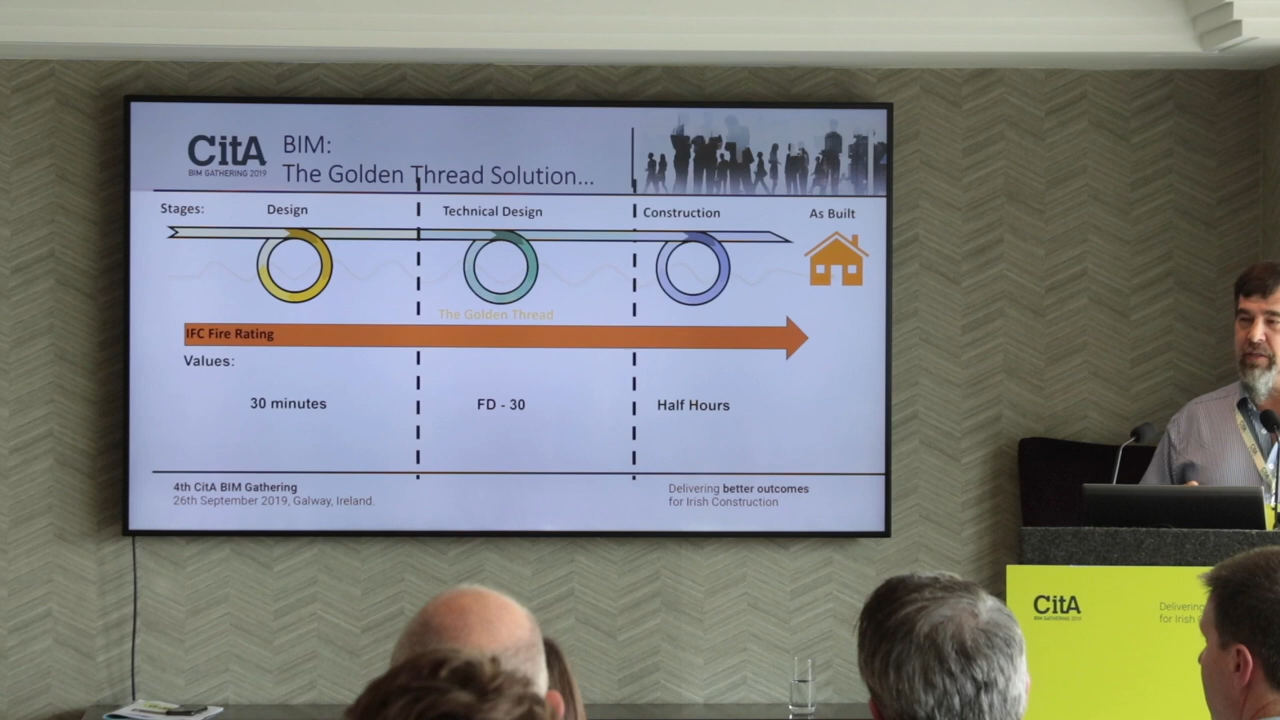 CitA
BIM GATHERING 2019
BIM:
The Golden Thread Solution...
Stages:
Design
Technical Design
Construction
As Built
The Golden Thread
IFC Fire Rating
Values:
30 minutes
FD - 30
Half Hours
4th CitA BIM Gathering
26th September 2019, Galway, Ireland.
Delivering better outcomes
for Irish Construction
CitA
BIM GATHERING 2019
Delivering
for Irish